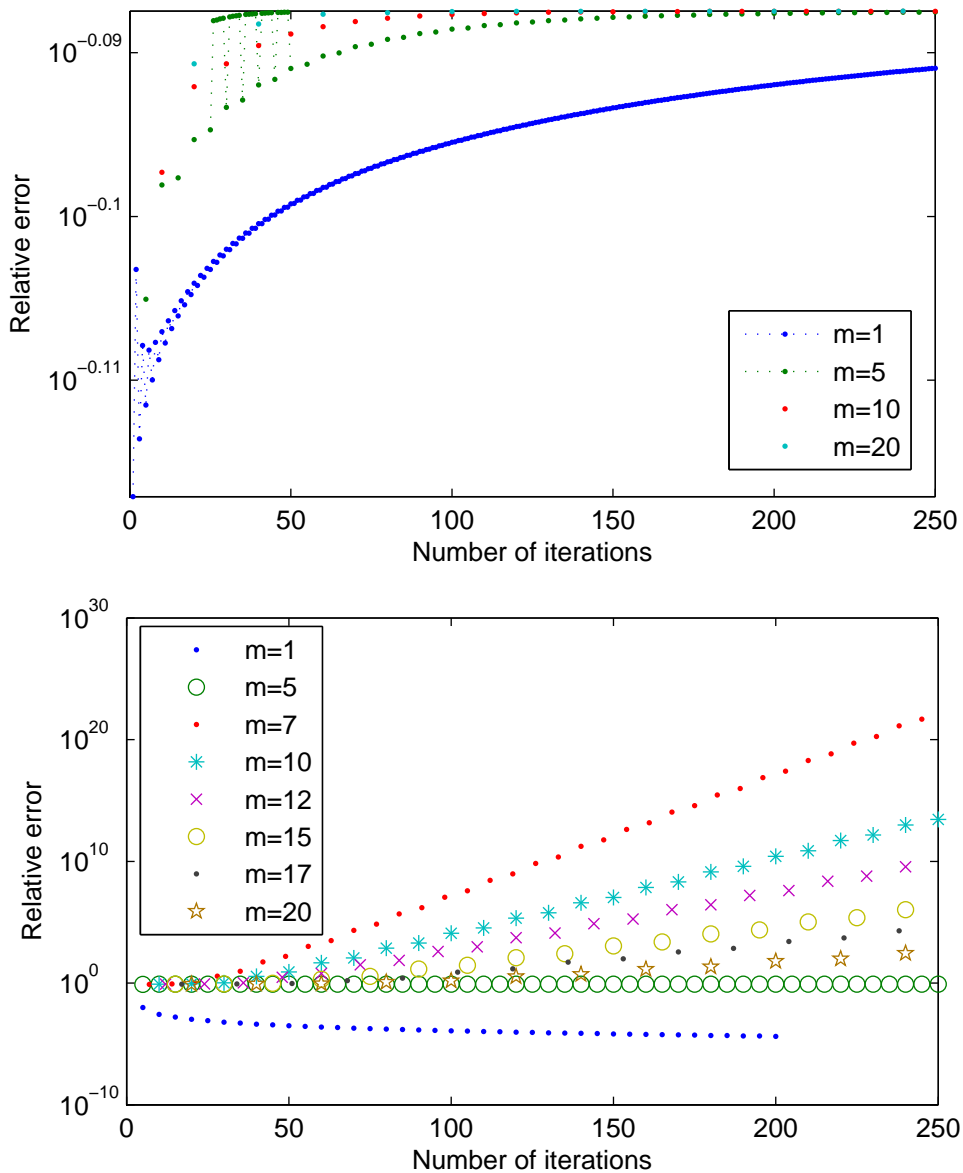 10^−0.09
10^−0.1
10^−0.11
Relative error
m=1
m=5
m=10
m=20
0 50 100 150 200 250
Number of iterations
10^30
10^20
10^10
10^0
10^−10
Relative error
m=1
m=5
m=7
m=10
m=12
m=15
m=17
m=20
0 50 100 150 200 250
Number of iterations